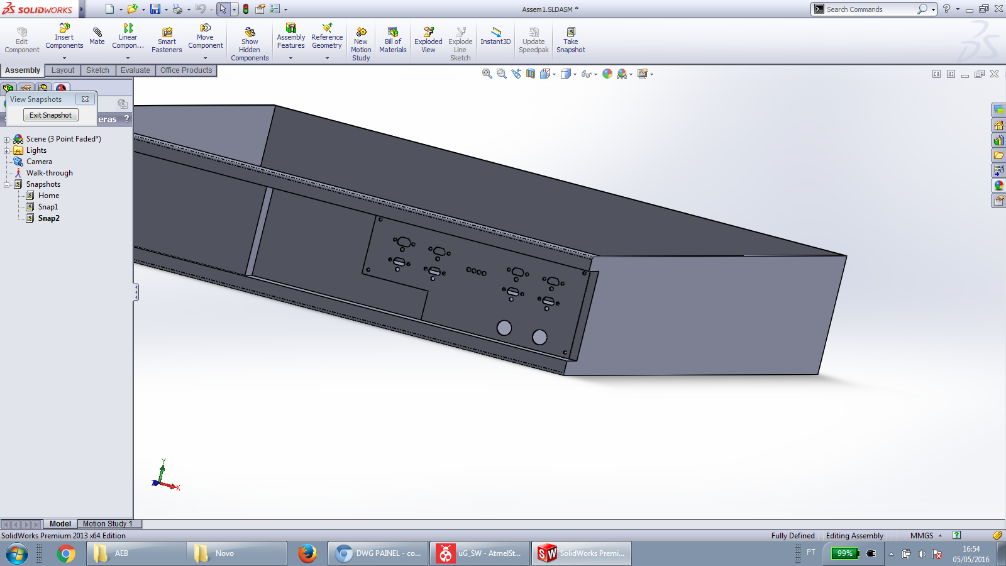 SOLIDWORKS
Assem1.SLDASM *
Search Commands
Edit Component
Insert Components
Mate
Linear Compon...
Smart Fasteners
Move Component
Show Hidden Components
Assembly Features
Reference Geometry
New Motion Study
Bill of Materials
Exploded View
Explode Line Sketch
Instant3D
Update Speedpak
Take Snapshot
Assembly Layout Sketch Evaluate Office Products
View Snapshots
Exit Snapshot
eras ?
Scene (3 Point Faded*)
Lights
Camera
Walk-through
Snapshots
Home
Snap1
Snap2
Y
X
Model Motion Study 1
SolidWorks Premium 2013 x64 Edition
Fully Defined Editing Assembly MMGS
AEB
Novo
DWG PAINEL - co...
uG_SW - AtmelSt...
SolidWorks Premi...
PT
99%
16:54
05/05/2016